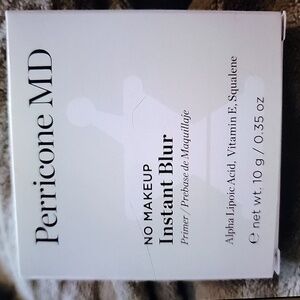 Perricone MD
NO MAKEUP
Instant Blur
Primer / Prebase de Maquillaje
Alpha Lipoic Acid, Vitamin E, Squalene
℮ net wt. 10 g / 0.35 oz